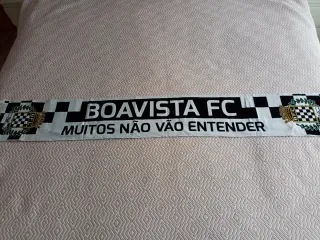 BOAVISTA FC
MUITOS NÃO VÃO ENTENDER